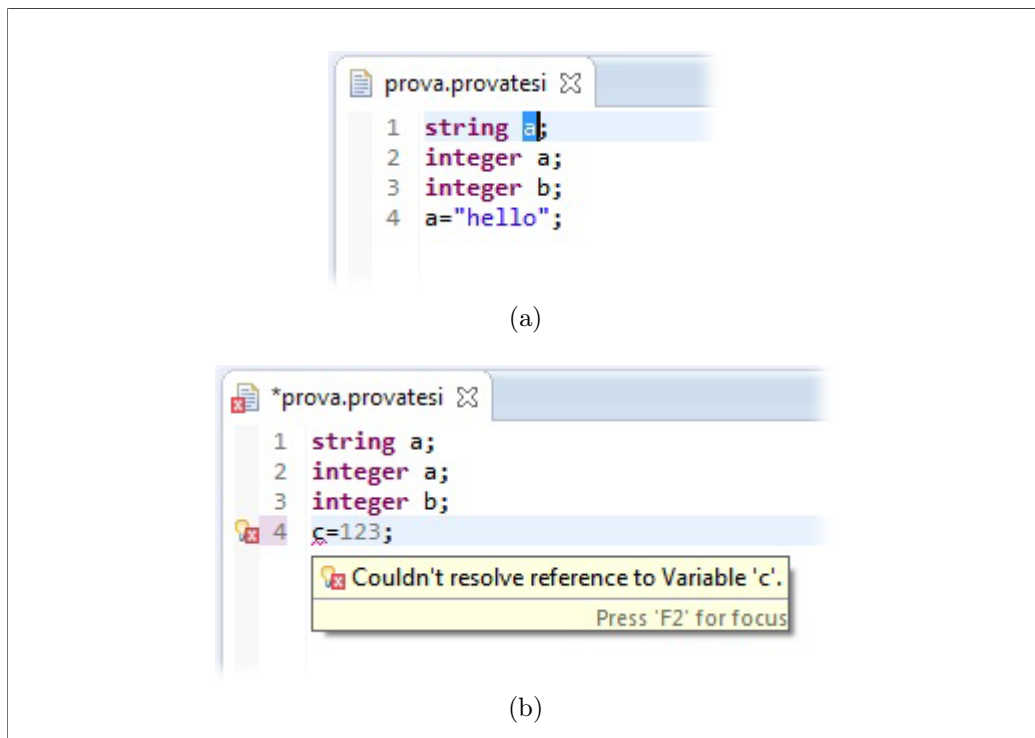 prova.provatesi
1 string a;
2 integer a;
3 integer b;
4 a="hello";
(a)
*prova.provatesi
1 string a;
2 integer a;
3 integer b;
4 c=123;
Couldn't resolve reference to Variable 'c'.
Press 'F2' for focus
(b)